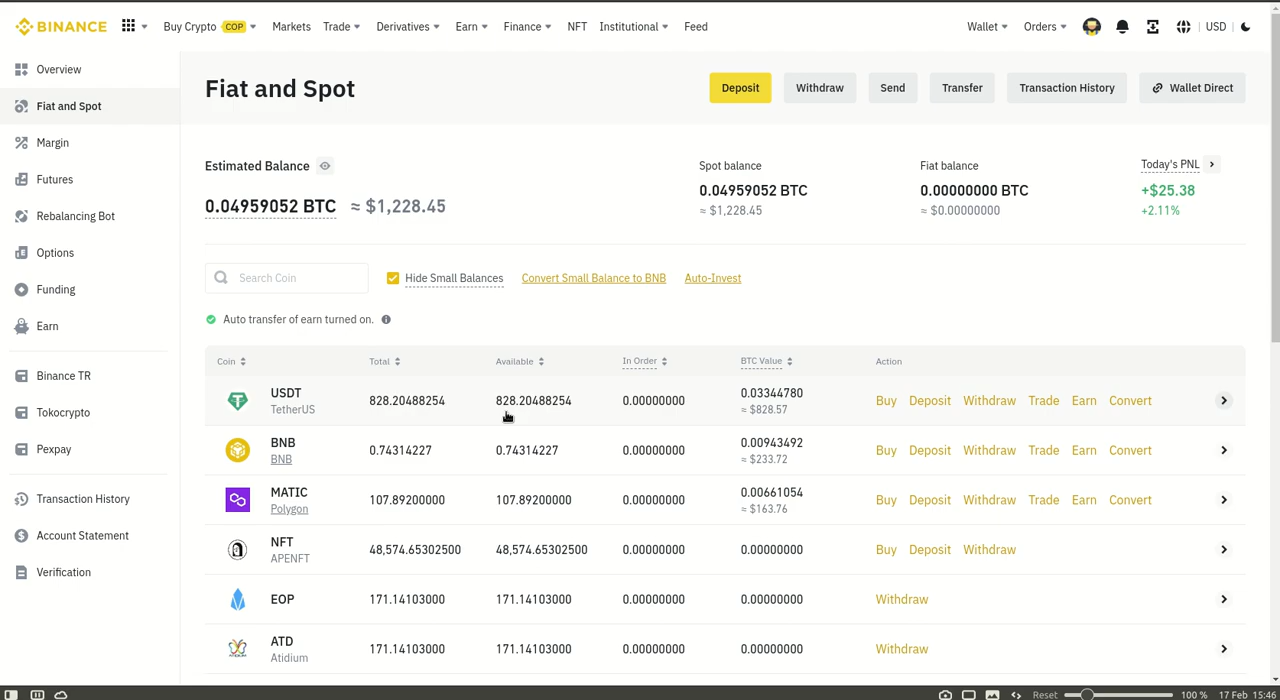 BINANCE Buy Crypto COP Markets Trade Derivatives Earn Finance NFT Institutional Feed Wallet Orders USD
Overview
Fiat and Spot
Margin
Futures
Rebalancing Bot
Options
Funding
Earn
Binance TR
Tokocrypto
Pexpay
Transaction History
Account Statement
Verification
Fiat and Spot
Deposit Withdraw Send Transfer Transaction History Wallet Direct
Estimated Balance
0.04959052 BTC ≈ $1,228.45
Spot balance
0.04959052 BTC
≈ $1,228.45
Fiat balance
0.00000000 BTC
≈ $0.00000000
Today's PNL
+$25.38
+2.11%
Search Coin Hide Small Balances Convert Small Balance to BNB Auto-Invest
Auto transfer of earn turned on.
Coin Total Available In Order BTC Value Action
USDT
TetherUS
828.20488254 828.20488254 0.00000000
0.03344780
≈ $828.57
Buy Deposit Withdraw Trade Earn Convert
BNB
BNB
0.74314227 0.74314227 0.00000000
0.00943492
≈ $233.72
Buy Deposit Withdraw Trade Earn Convert
MATIC
Polygon
107.89200000 107.89200000 0.00000000
0.00661054
≈ $163.76
Buy Deposit Withdraw Trade Earn Convert
NFT
APENFT
48,574.65302500 48,574.65302500 0.00000000 0.00000000
Buy Deposit Withdraw
EOP 171.14103000 171.14103000 0.00000000 0.00000000 Withdraw
ATD
Atidium
171.14103000 171.14103000 0.00000000 0.00000000 Withdraw
Reset 100 % 17 Feb 15:46